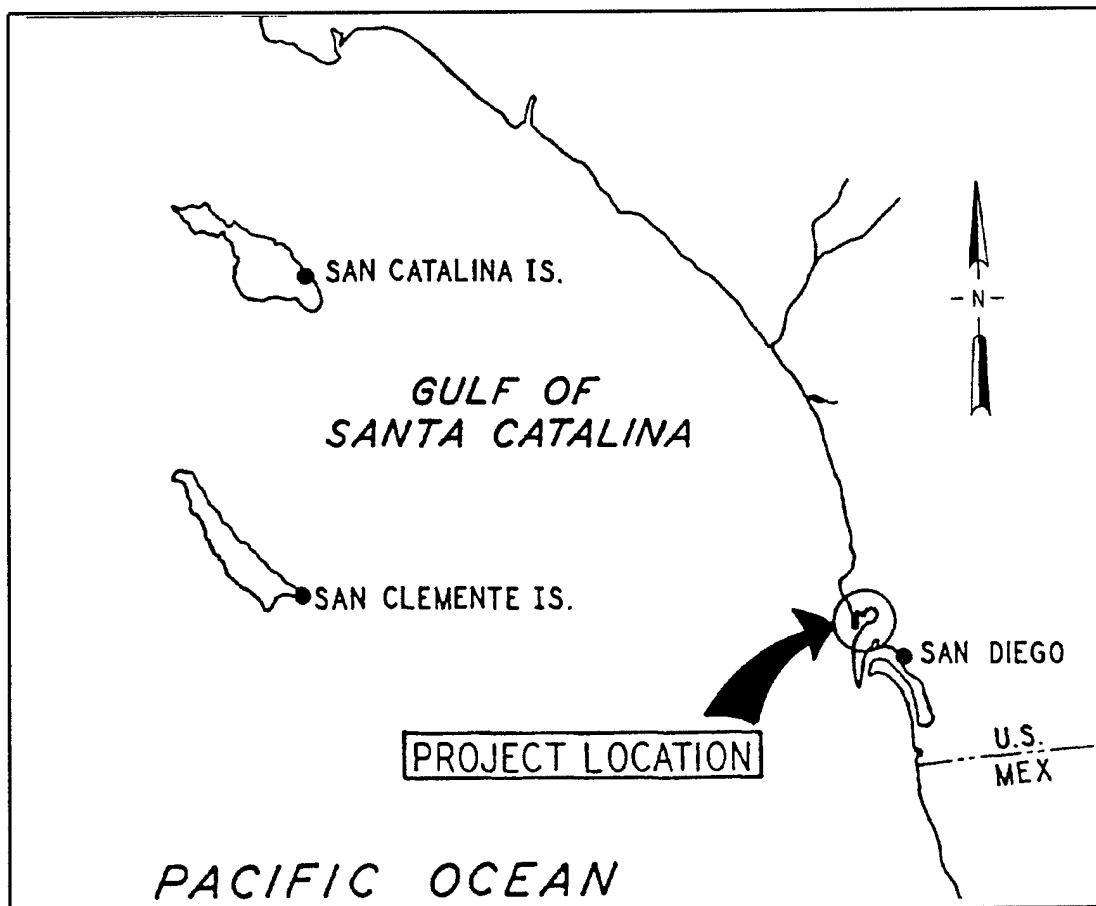 SAN CATALINA IS.
- N -
GULF OF
SANTA CATALINA
SAN CLEMENTE IS.
SAN DIEGO
PROJECT LOCATION
U.S.
MEX
PACIFIC OCEAN